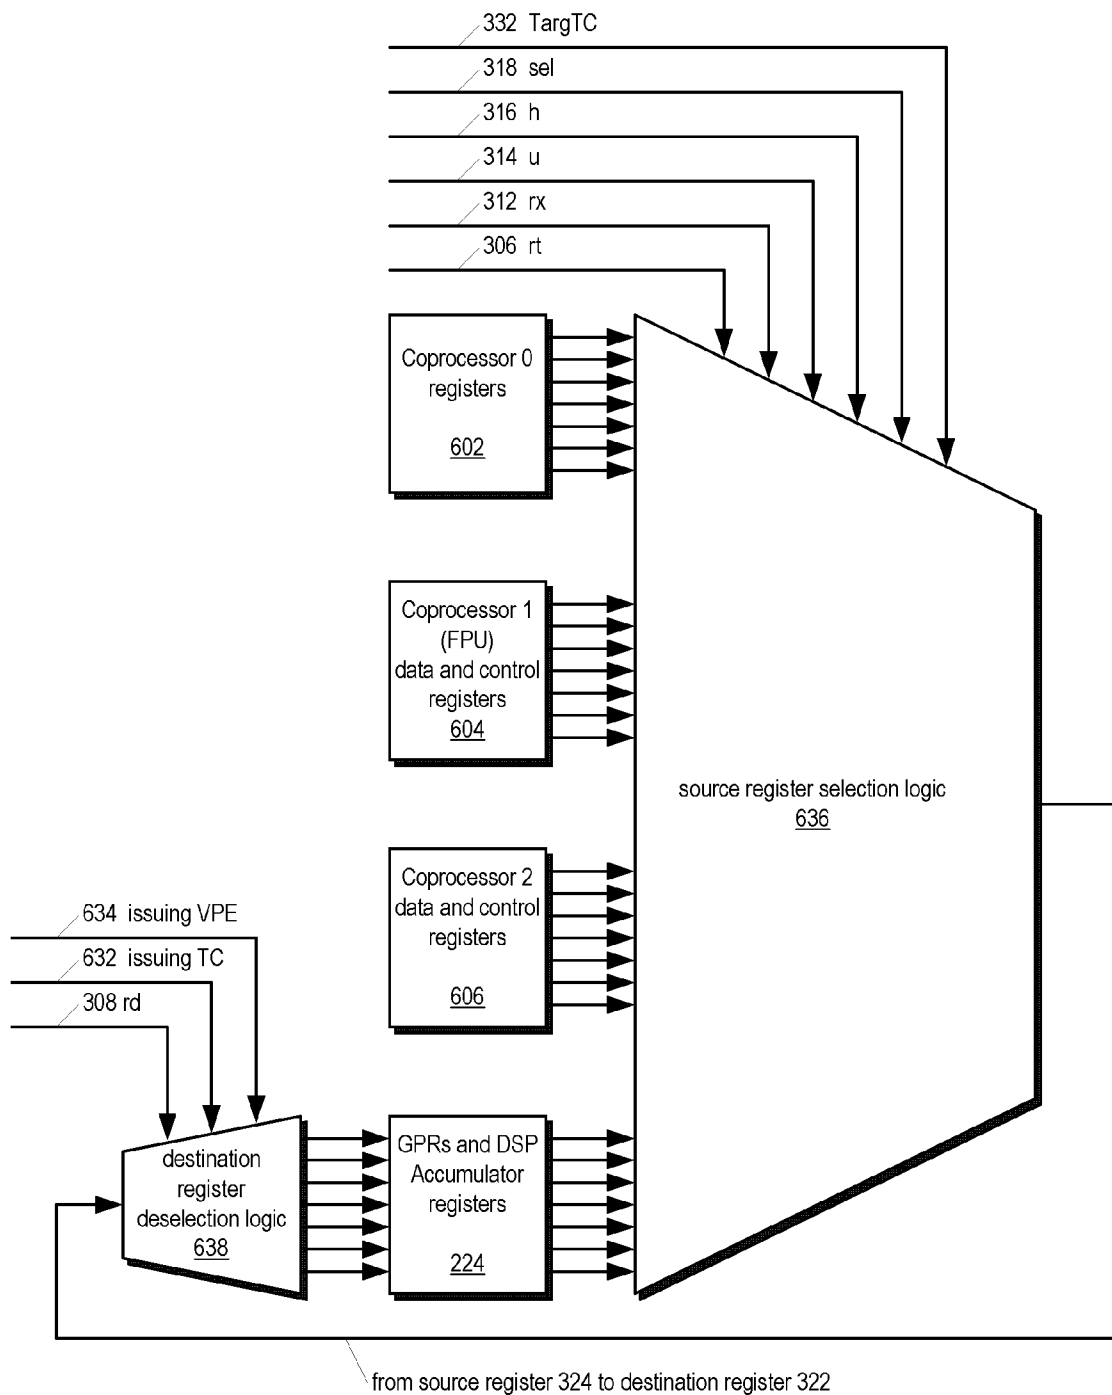 332 TargTC
318 sel
316 h
314 u
312 rx
306 rt
Coprocessor 0
registers
602
Coprocessor 1
(FPU)
data and control
registers
604
source register selection logic
636
Coprocessor 2
data and control
registers
606
634 issuing VPE
632 issuing TC
308 rd
destination
register
deselection logic
638
GPRs and DSP
Accumulator
registers
224
from source register 324 to destination register 322